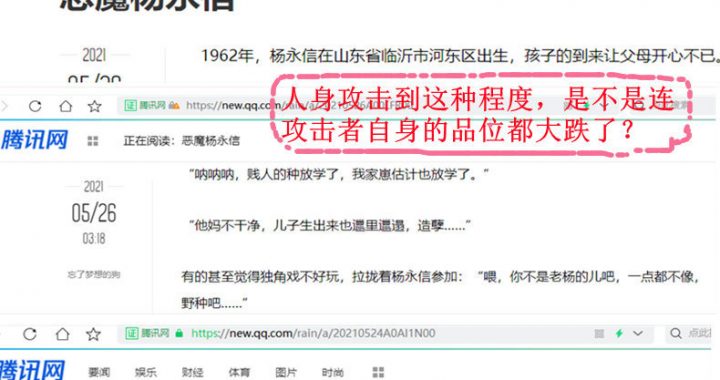 恶魔杨永信
2021
05/26
1962年，杨永信在山东省临沂市河东区出生，孩子的到来让父母开心不已。
人身攻击到这种程度，是不是连
攻击者自身的品位都大跌了？
证 腾讯网 https://new.qq.com/rain/a/
腾讯网 正在阅读：恶魔杨永信
2021
05/26
03:18
忘了梦想的狗
“呐呐呐，贱人的种放学了，我家崽估计也放学了。”
“他妈不干净，儿子生出来也邋里邋遢，造孽......”
有的甚至觉得独角戏不好玩，拉拢着杨永信参加：“喂，你不是老杨的儿吧，一点都不像，
野种吧......”
证 腾讯网 https://new.qq.com/rain/a/20210524A0AI1N00 点此
腾讯网 要闻 娱乐 财经 体育 图片 时尚